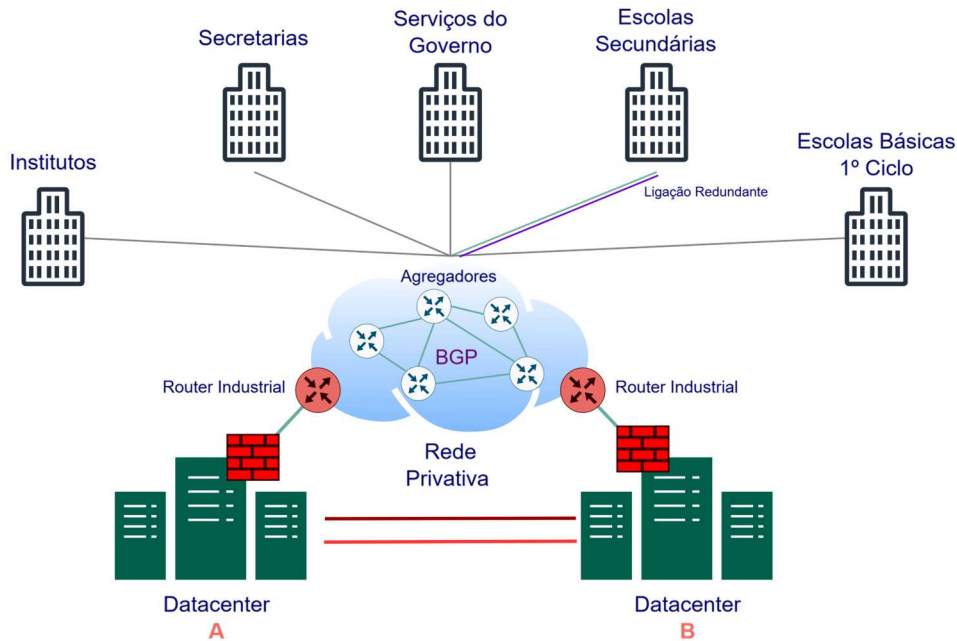 Secretarias
Serviços do
Governo
Escolas
Secundárias
Institutos
Escolas Básicas
1º Ciclo
Ligação Redundante
Agregadores
BGP
Router Industrial
Router Industrial
Rede
Privativa
Datacenter
A
Datacenter
B